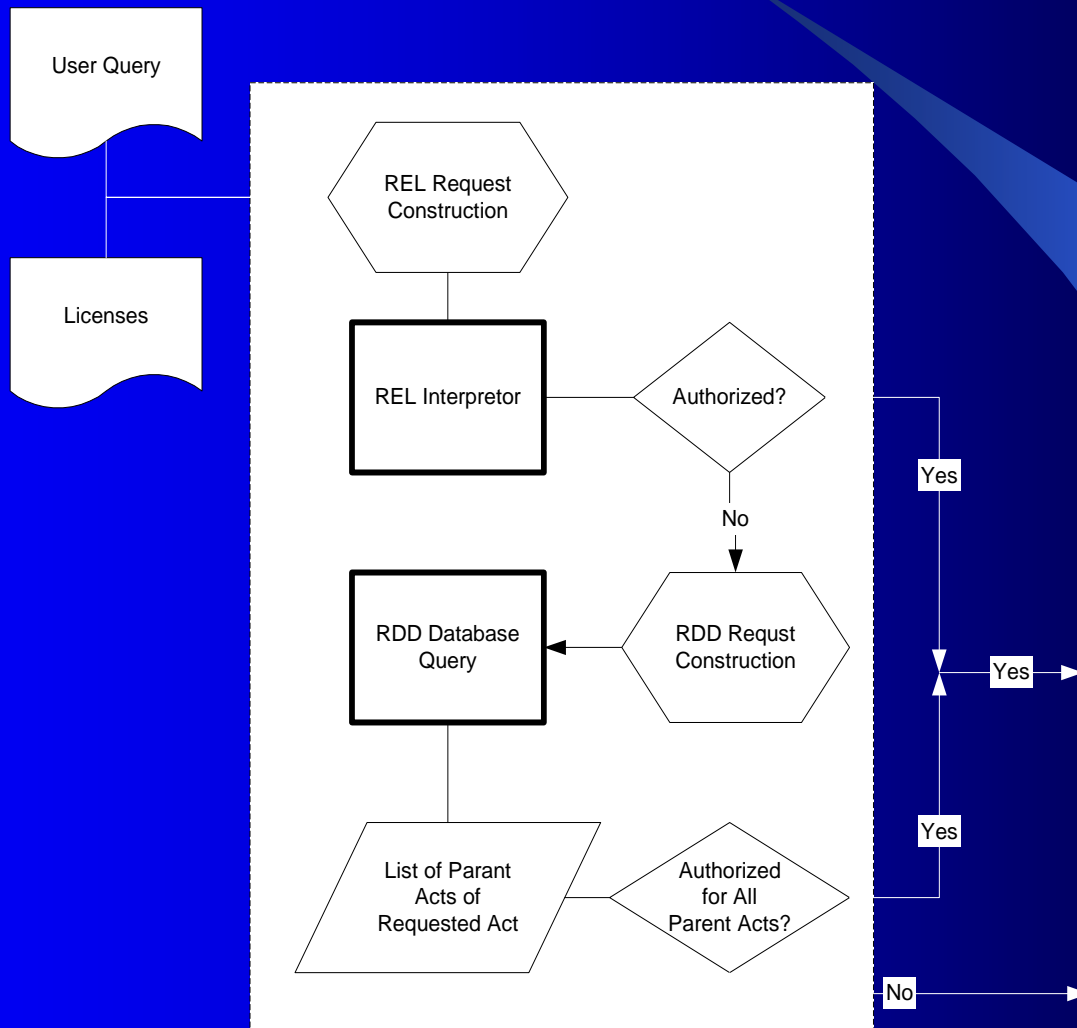 User Query
Licenses
REL Request
Construction
REL Interpretor
Authorized?
Yes
No
RDD Database
Query
RDD Requst
Construction
Yes
List of Parant
Acts of
Requested Act
Authorized
for All
Parent Acts?
Yes
No